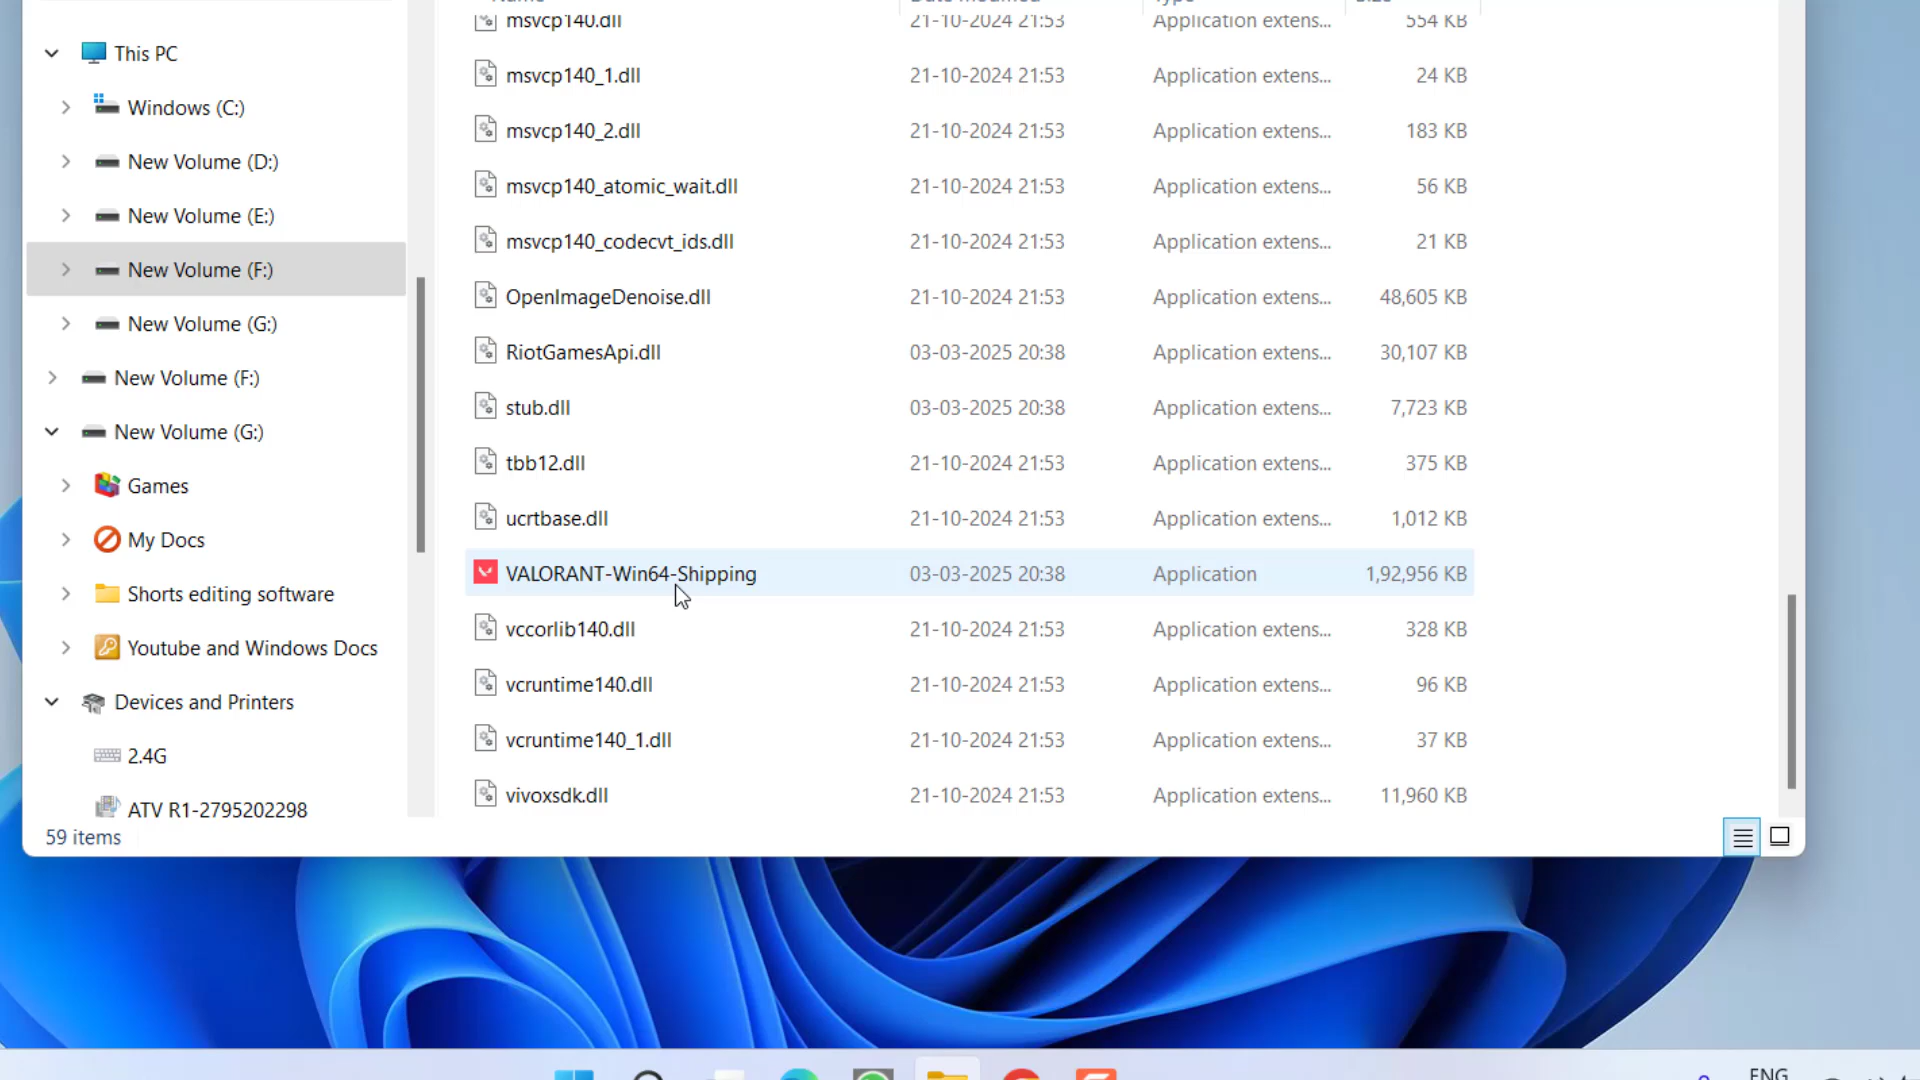 Name Date modified Type Size
msvcp140.dll 21-10-2024 21:53 Application extens... 554 KB
This PC
msvcp140_1.dll 21-10-2024 21:53 Application extens... 24 KB
Windows (C:)
msvcp140_2.dll 21-10-2024 21:53 Application extens... 183 KB
New Volume (D:)
msvcp140_atomic_wait.dll 21-10-2024 21:53 Application extens... 56 KB
New Volume (E:)
msvcp140_codecvt_ids.dll 21-10-2024 21:53 Application extens... 21 KB
New Volume (F:)
OpenImageDenoise.dll 21-10-2024 21:53 Application extens... 48,605 KB
New Volume (G:)
RiotGamesApi.dll 03-03-2025 20:38 Application extens... 30,107 KB
New Volume (F:)
stub.dll 03-03-2025 20:38 Application extens... 7,723 KB
New Volume (G:)
tbb12.dll 21-10-2024 21:53 Application extens... 375 KB
Games
ucrtbase.dll 21-10-2024 21:53 Application extens... 1,012 KB
My Docs
VALORANT-Win64-Shipping 03-03-2025 20:38 Application 1,92,956 KB
Shorts editing software
vccorlib140.dll 21-10-2024 21:53 Application extens... 328 KB
Youtube and Windows Docs
vcruntime140.dll 21-10-2024 21:53 Application extens... 96 KB
Devices and Printers
vcruntime140_1.dll 21-10-2024 21:53 Application extens... 37 KB
2.4G
vivoxsdk.dll 21-10-2024 21:53 Application extens... 11,960 KB
ATV R1-2795202298
59 items
ENG